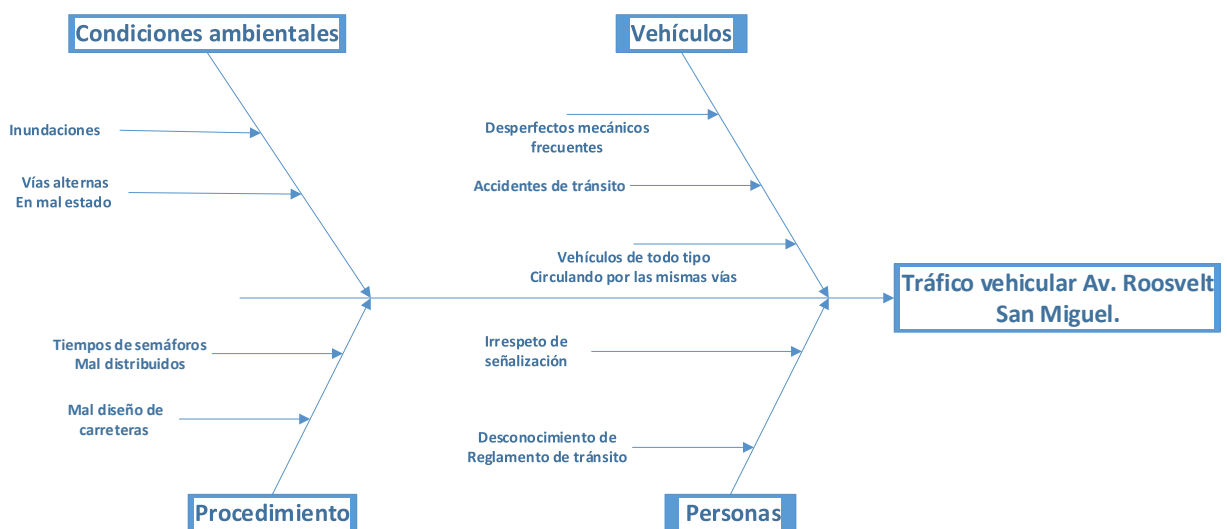 Condiciones ambientales
Vehículos
Inundaciones
Desperfectos mecánicos
frecuentes
Vías alternas
En mal estado
Accidentes de tránsito
Vehículos de todo tipo
Circulando por las mismas vías
Tráfico vehicular Av. Roosvelt
San Miguel.
Tiempos de semáforos
Mal distribuidos
Irrespeto de
señalización
Mal diseño de
carreteras
Desconocimiento de
Reglamento de tránsito
Procedimiento
Personas